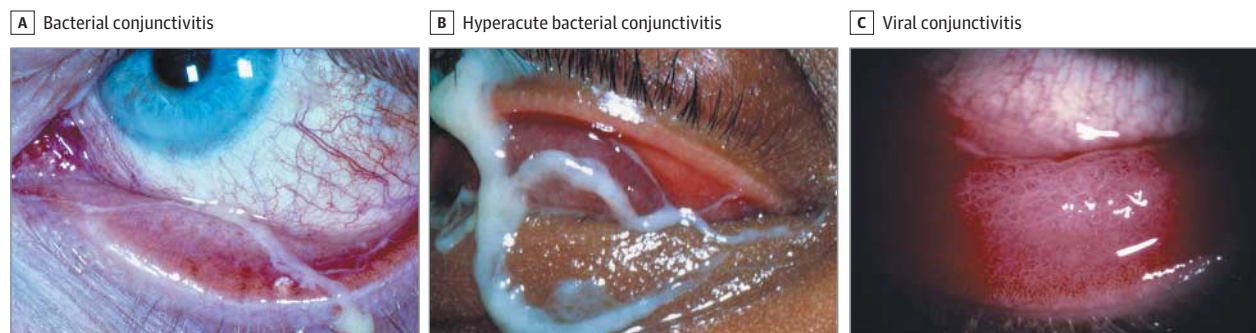 A Bacterial conjunctivitis
B Hyperacute bacterial conjunctivitis
C Viral conjunctivitis